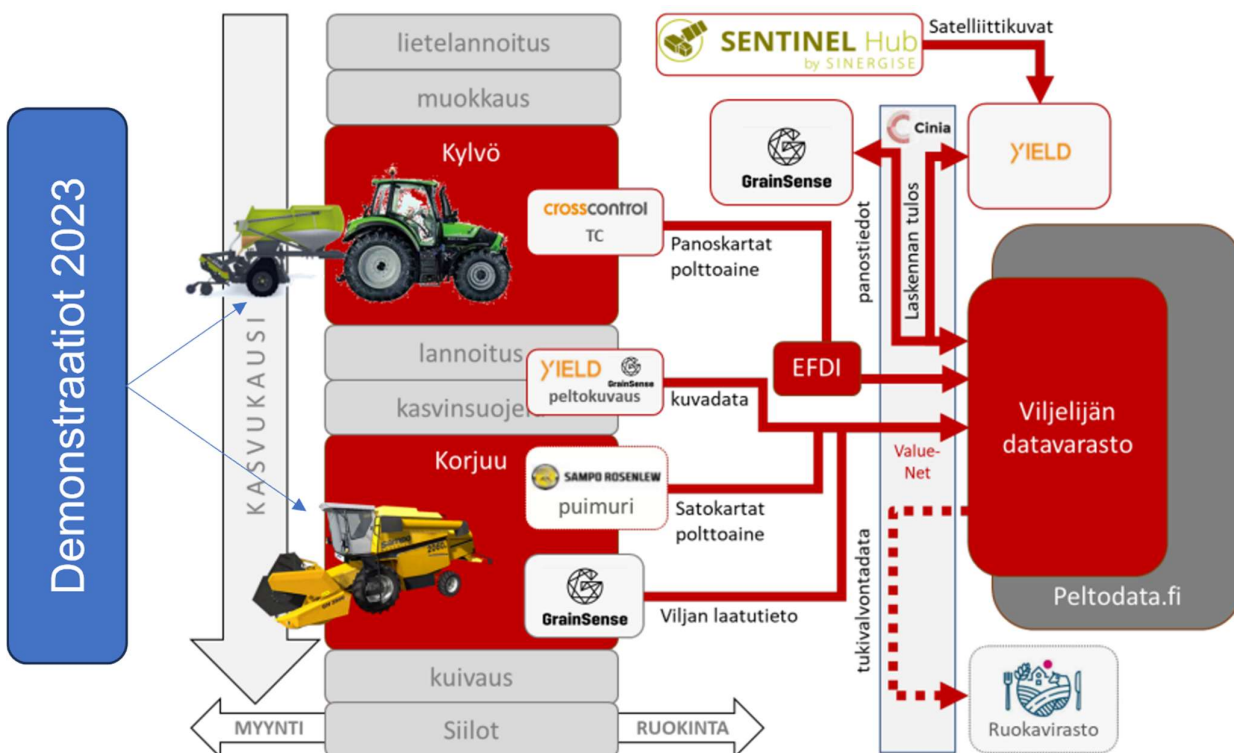 Demonstraatiot 2023
KASVUKAUSI
lietelannoitus
muokkaus
Kylvö
crosscontrol
TC
Panoskartat
polttoaine
lannoitus
YIELD
GrainSense
peltokuvaus
kuvadata
kasvinsuojelu
Korjuu
SAMPO ROSENLEW
puimuri
Satokartat
polttoaine
GrainSense
Viljan laatutieto
kuivaus
MYYNTI
Siilot
RUOKINTA
SENTINEL Hub
by SINERGISE
Satelliittikuvat
GrainSense
Cinia
YIELD
panostiedot
Laskennan tulos
EFDI
Value-
Net
Viljelijän
datavarasto
Peltodata.fi
tukivalvontadata
Ruokavirasto